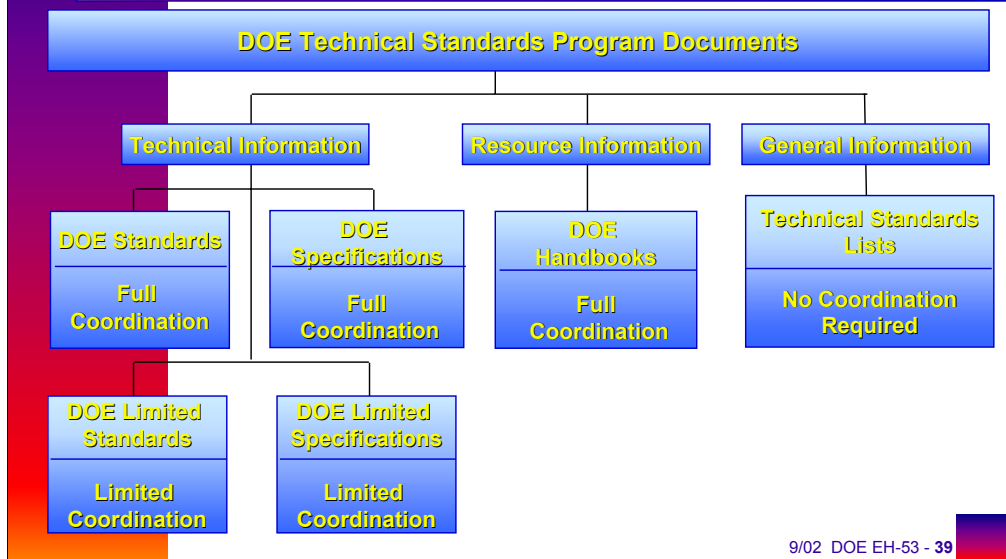 DOE Technical Standards Program Documents
Technical Information
Resource Information
General Information
DOE Standards
Full
Coordination
DOE
Specifications
Full
Coordination
DOE
Handbooks
Full
Coordination
Technical Standards
Lists
No Coordination
Required
DOE Limited
Standards
Limited
Coordination
DOE Limited
Specifications
Limited
Coordination
9/02 DOE EH-53 - 39